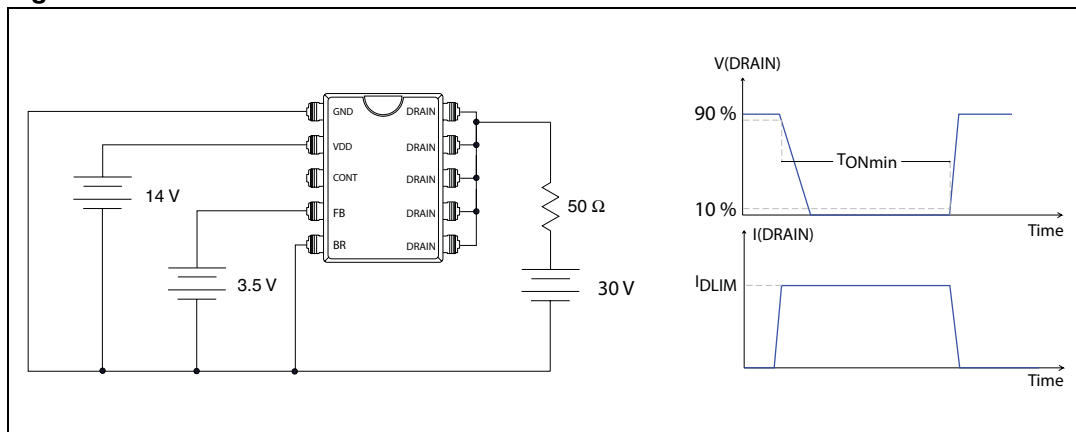 GND
VDD
CONT
FB
BR
DRAIN
DRAIN
DRAIN
DRAIN
DRAIN
14 V
3.5 V
50 Ω
30 V
V(DRAIN)
90 %
TONmin
10 %
Time
I(DRAIN)
IDLIM
Time